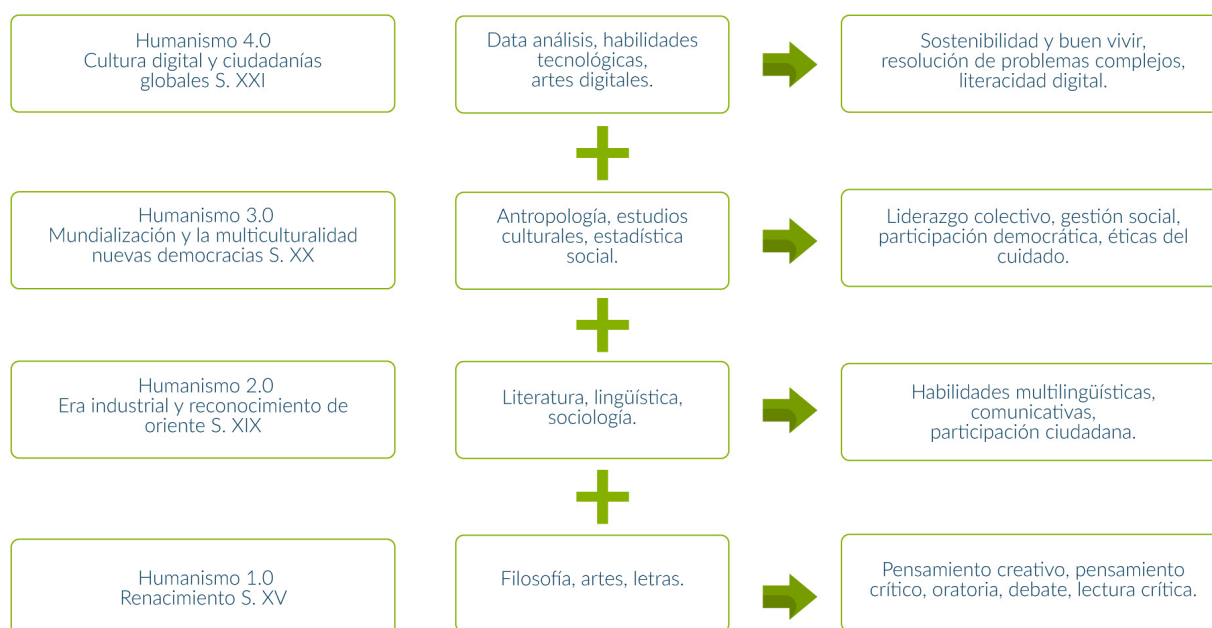 Humanismo 4.0
Cultura digital y ciudadanías
globales S. XXI
Data análisis, habilidades
tecnológicas,
artes digitales.
Sostenibilidad y buen vivir,
resolución de problemas complejos,
literacidad digital.
Humanismo 3.0
Mundialización y la multiculturalidad
nuevas democracias S. XX
Antropología, estudios
culturales, estadística
social.
Liderazgo colectivo, gestión social,
participación democrática, éticas del
cuidado.
Humanismo 2.0
Era industrial y reconocimiento de
oriente S. XIX
Literatura, lingüística,
sociología.
Habilidades multilingüísticas,
comunicativas,
participación ciudadana.
Humanismo 1.0
Renacimiento S. XV
Filosofía, artes, letras.
Pensamiento creativo, pensamiento
crítico, oratoria, debate, lectura crítica.